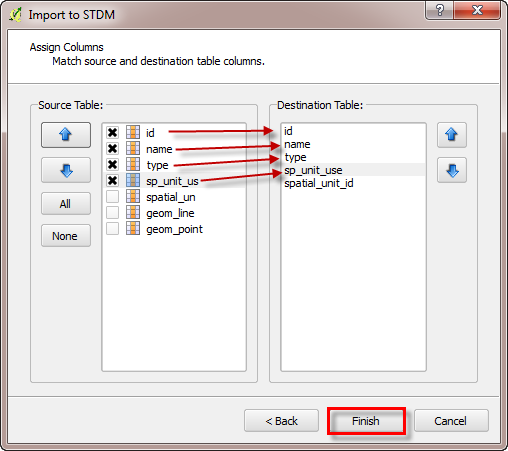 Import to STDM
Assign Columns
Match source and destination table columns.
Source Table:
All
None
id
name
type
sp_unit_us
spatial_un
geom_line
geom_point
Destination Table:
id
name
type
sp_unit_use
spatial_unit_id
< Back
Finish
Cancel